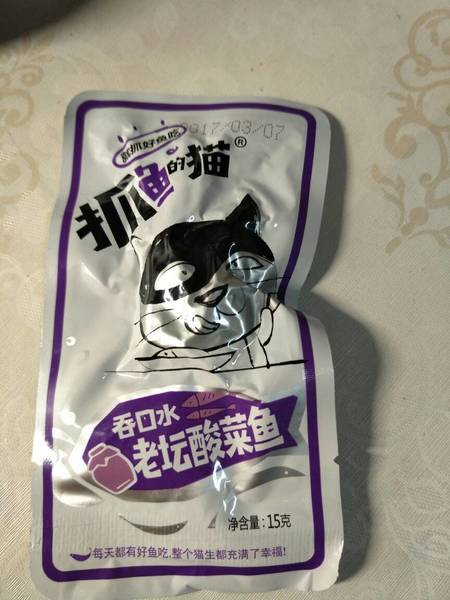 2017/03/07
就抓好鱼吃
抓鱼的猫®
吞口水
老坛酸菜鱼
净含量:15克
每天都有好鱼吃,整个猫生都充满了幸福!